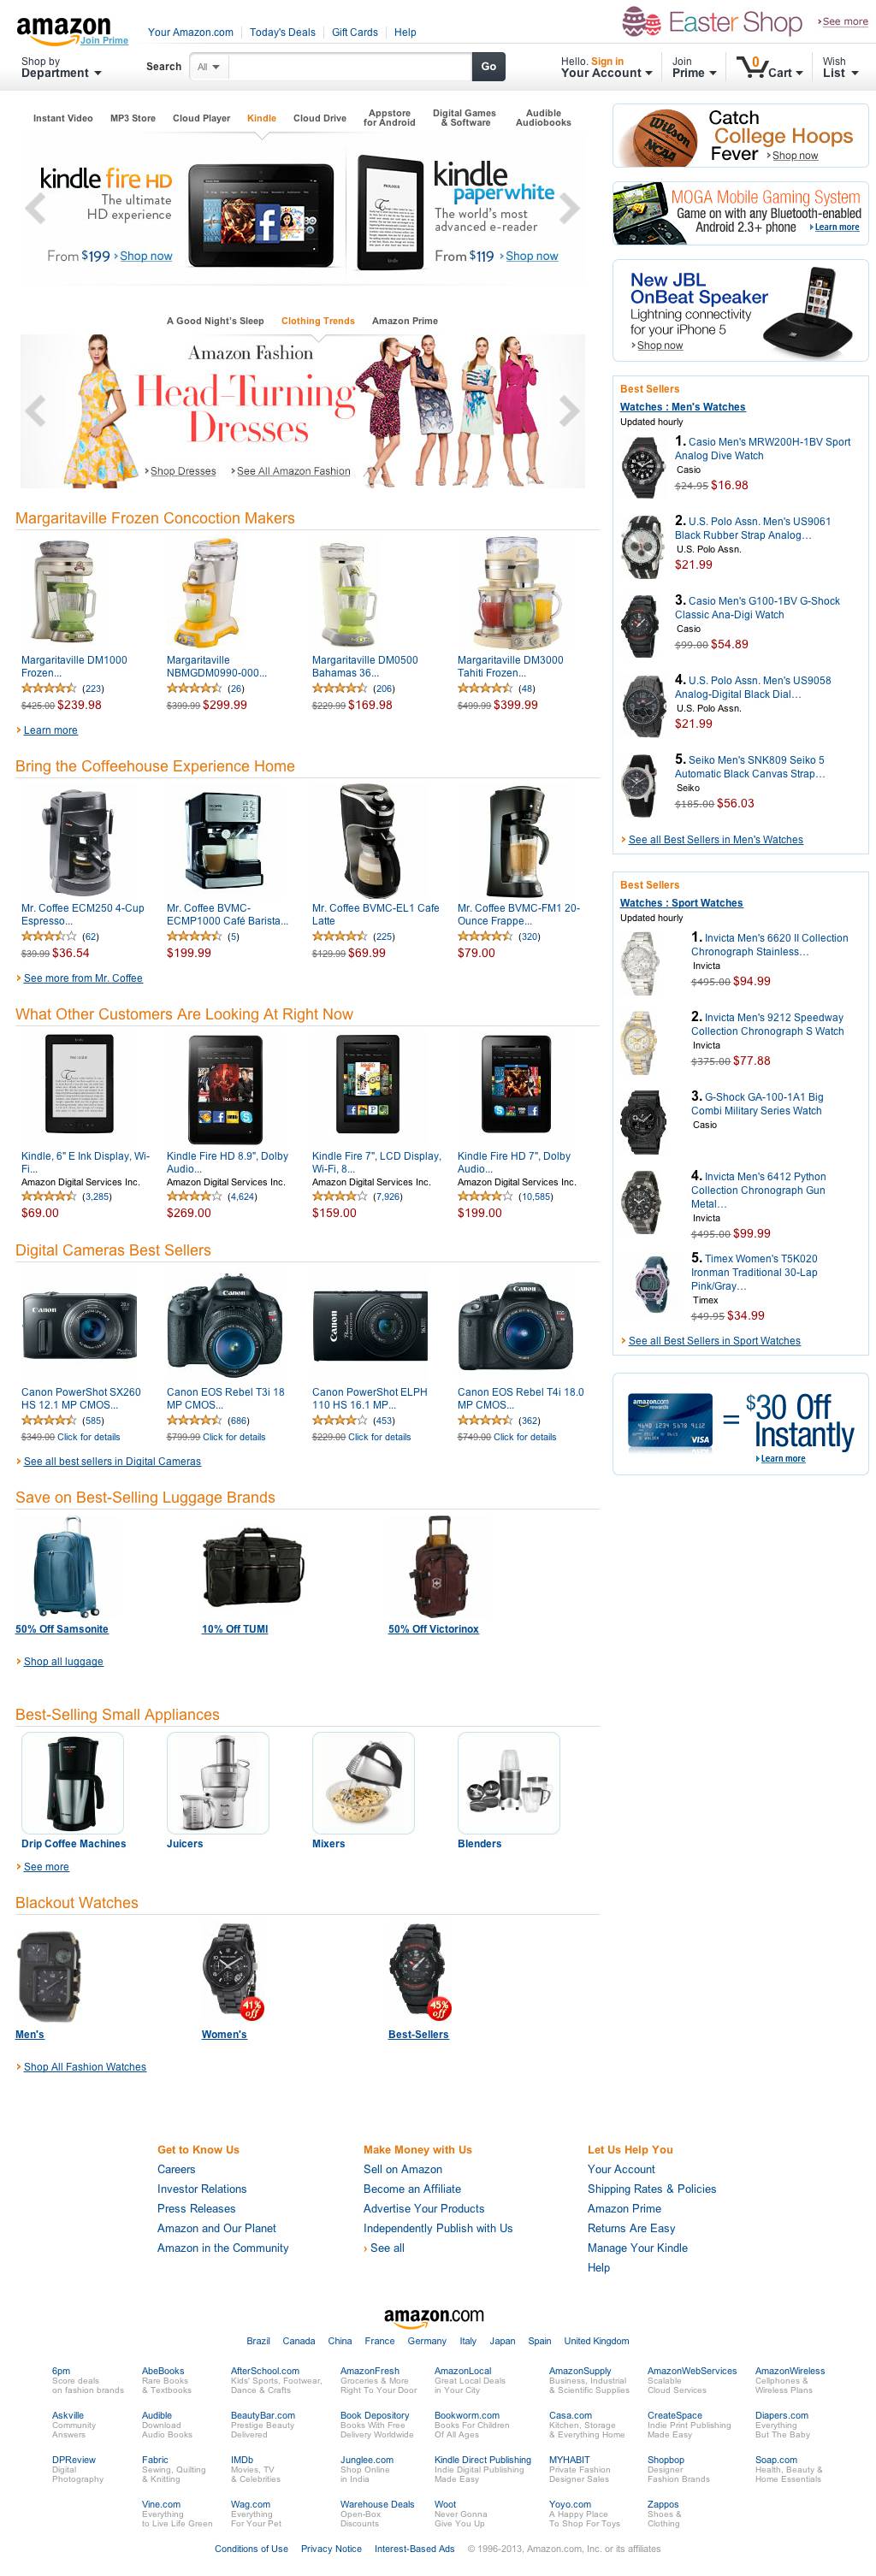 amazon
Join Prime
Your Amazon.com
Today's Deals
Gift Cards
Help
Easter Shop
See more
Shop by
Department
Search
All
Go
Hello. Sign in
Your Account
Join
Prime
0
Cart
Wish
List
Instant Video
MP3 Store
Cloud Player
Kindle
Cloud Drive
Appstore
for Android
Digital Games
& Software
Audible
Audiobooks
kindle fire HD
The ultimate
HD experience
From $199 Shop now
kindle
paperwhite
The world's most
advanced e-reader
From $119 Shop now
A Good Night's Sleep
Clothing Trends
Amazon Prime
Amazon Fashion
Head-Turning
Dresses
Shop Dresses
See All Amazon Fashion
Margaritaville Frozen Concoction Makers
Margaritaville DM1000
Frozen...
(223)
$425.00 $239.98
Margaritaville
NBMGDM0990-000...
(26)
$399.99 $299.99
Margaritaville DM0500
Bahamas 36...
(206)
$229.99 $169.98
Margaritaville DM3000
Tahiti Frozen...
(48)
$499.99 $399.99
Learn more
Bring the Coffeehouse Experience Home
Mr. Coffee ECM250 4-Cup
Espresso...
(62)
$39.99 $36.54
Mr. Coffee BVMC-
ECMP1000 Café Barista...
(5)
$199.99
Mr. Coffee BVMC-EL1 Cafe
Latte
(225)
$129.99 $69.99
Mr. Coffee BVMC-FM1 20-
Ounce Frappe...
(320)
$79.00
See more from Mr. Coffee
What Other Customers Are Looking At Right Now
Kindle, 6" E Ink Display, Wi-
Fi...
Amazon Digital Services Inc.
(3,285)
$69.00
Kindle Fire HD 8.9", Dolby
Audio...
Amazon Digital Services Inc.
(4,624)
$269.00
Kindle Fire 7", LCD Display,
Wi-Fi, 8...
Amazon Digital Services Inc.
(7,926)
$159.00
Kindle Fire HD 7", Dolby
Audio...
Amazon Digital Services Inc.
(10,585)
$199.00
Digital Cameras Best Sellers
Canon PowerShot SX260
HS 12.1 MP CMOS...
(585)
$349.00 Click for details
Canon EOS Rebel T3i 18
MP CMOS...
(686)
$799.99 Click for details
Canon PowerShot ELPH
110 HS 16.1 MP...
(453)
$229.00 Click for details
Canon EOS Rebel T4i 18.0
MP CMOS...
(362)
$749.00 Click for details
See all best sellers in Digital Cameras
Save on Best-Selling Luggage Brands
50% Off Samsonite
10% Off TUMI
50% Off Victorinox
Shop all luggage
Best-Selling Small Appliances
Drip Coffee Machines
Juicers
Mixers
Blenders
See more
Blackout Watches
Men's
41%
off
Women's
45%
off
Best-Sellers
Shop All Fashion Watches
Wilson
NCAA
Catch
College Hoops
Fever Shop now
MOGA Mobile Gaming System
Game on with any Bluetooth-enabled
Android 2.3+ phone Learn more
New JBL
OnBeat Speaker
Lightning connectivity
for your iPhone 5
Shop now
Best Sellers
Watches : Men's Watches
Updated hourly
1. Casio Men's MRW200H-1BV Sport
Analog Dive Watch
Casio
$24.95 $16.98
2. U.S. Polo Assn. Men's US9061
Black Rubber Strap Analog...
U.S. Polo Assn.
$21.99
3. Casio Men's G100-1BV G-Shock
Classic Ana-Digi Watch
Casio
$99.00 $54.89
4. U.S. Polo Assn. Men's US9058
Analog-Digital Black Dial...
U.S. Polo Assn.
$21.99
5. Seiko Men's SNK809 Seiko 5
Automatic Black Canvas Strap...
Seiko
$185.00 $56.03
See all Best Sellers in Men's Watches
Best Sellers
Watches : Sport Watches
Updated hourly
1. Invicta Men's 6620 II Collection
Chronograph Stainless...
Invicta
$495.00 $94.99
2. Invicta Men's 9212 Speedway
Collection Chronograph S Watch
Invicta
$375.00 $77.88
3. G-Shock GA-100-1A1 Big
Combi Military Series Watch
Casio
4. Invicta Men's 6412 Python
Collection Chronograph Gun
Metal...
Invicta
$495.00 $99.99
5. Timex Women's T5K020
Ironman Traditional 30-Lap
Pink/Gray...
Timex
$49.95 $34.99
See all Best Sellers in Sport Watches
amazon.com
rewards
VISA
= $30 Off
Instantly
Learn more
Get to Know Us
Careers
Investor Relations
Press Releases
Amazon and Our Planet
Amazon in the Community
Make Money with Us
Sell on Amazon
Become an Affiliate
Advertise Your Products
Independently Publish with Us
See all
Let Us Help You
Your Account
Shipping Rates & Policies
Amazon Prime
Returns Are Easy
Manage Your Kindle
Help
amazon.com
Brazil Canada China France Germany Italy Japan Spain United Kingdom
6pm
Score deals
on fashion brands
AbeBooks
Rare Books
& Textbooks
AfterSchool.com
Kids' Sports, Footwear,
Dance & Crafts
AmazonFresh
Groceries & More
Right To Your Door
AmazonLocal
Great Local Deals
in Your City
AmazonSupply
Business, Industrial
& Scientific Supplies
AmazonWebServices
Scalable
Cloud Services
AmazonWireless
Cellphones &
Wireless Plans
Askville
Community
Answers
Audible
Download
Audio Books
BeautyBar.com
Prestige Beauty
Delivered
Book Depository
Books With Free
Delivery Worldwide
Bookworm.com
Books For Children
Of All Ages
Casa.com
Kitchen, Storage
& Everything Home
CreateSpace
Indie Print Publishing
Made Easy
Diapers.com
Everything
But The Baby
DPReview
Digital
Photography
Fabric
Sewing, Quilting
& Knitting
IMDb
Movies, TV
& Celebrities
Junglee.com
Shop Online
in India
Kindle Direct Publishing
Indie Digital Publishing
Made Easy
MYHABIT
Private Fashion
Designer Sales
Shopbop
Designer
Fashion Brands
Soap.com
Health, Beauty &
Home Essentials
Vine.com
Everything
to Live Life Green
Wag.com
Everything
For Your Pet
Warehouse Deals
Open-Box
Discounts
Woot
Never Gonna
Give You Up
Yoyo.com
A Happy Place
To Shop For Toys
Zappos
Shoes &
Clothing
Conditions of Use Privacy Notice Interest-Based Ads © 1996-2013, Amazon.com, Inc. or its affiliates